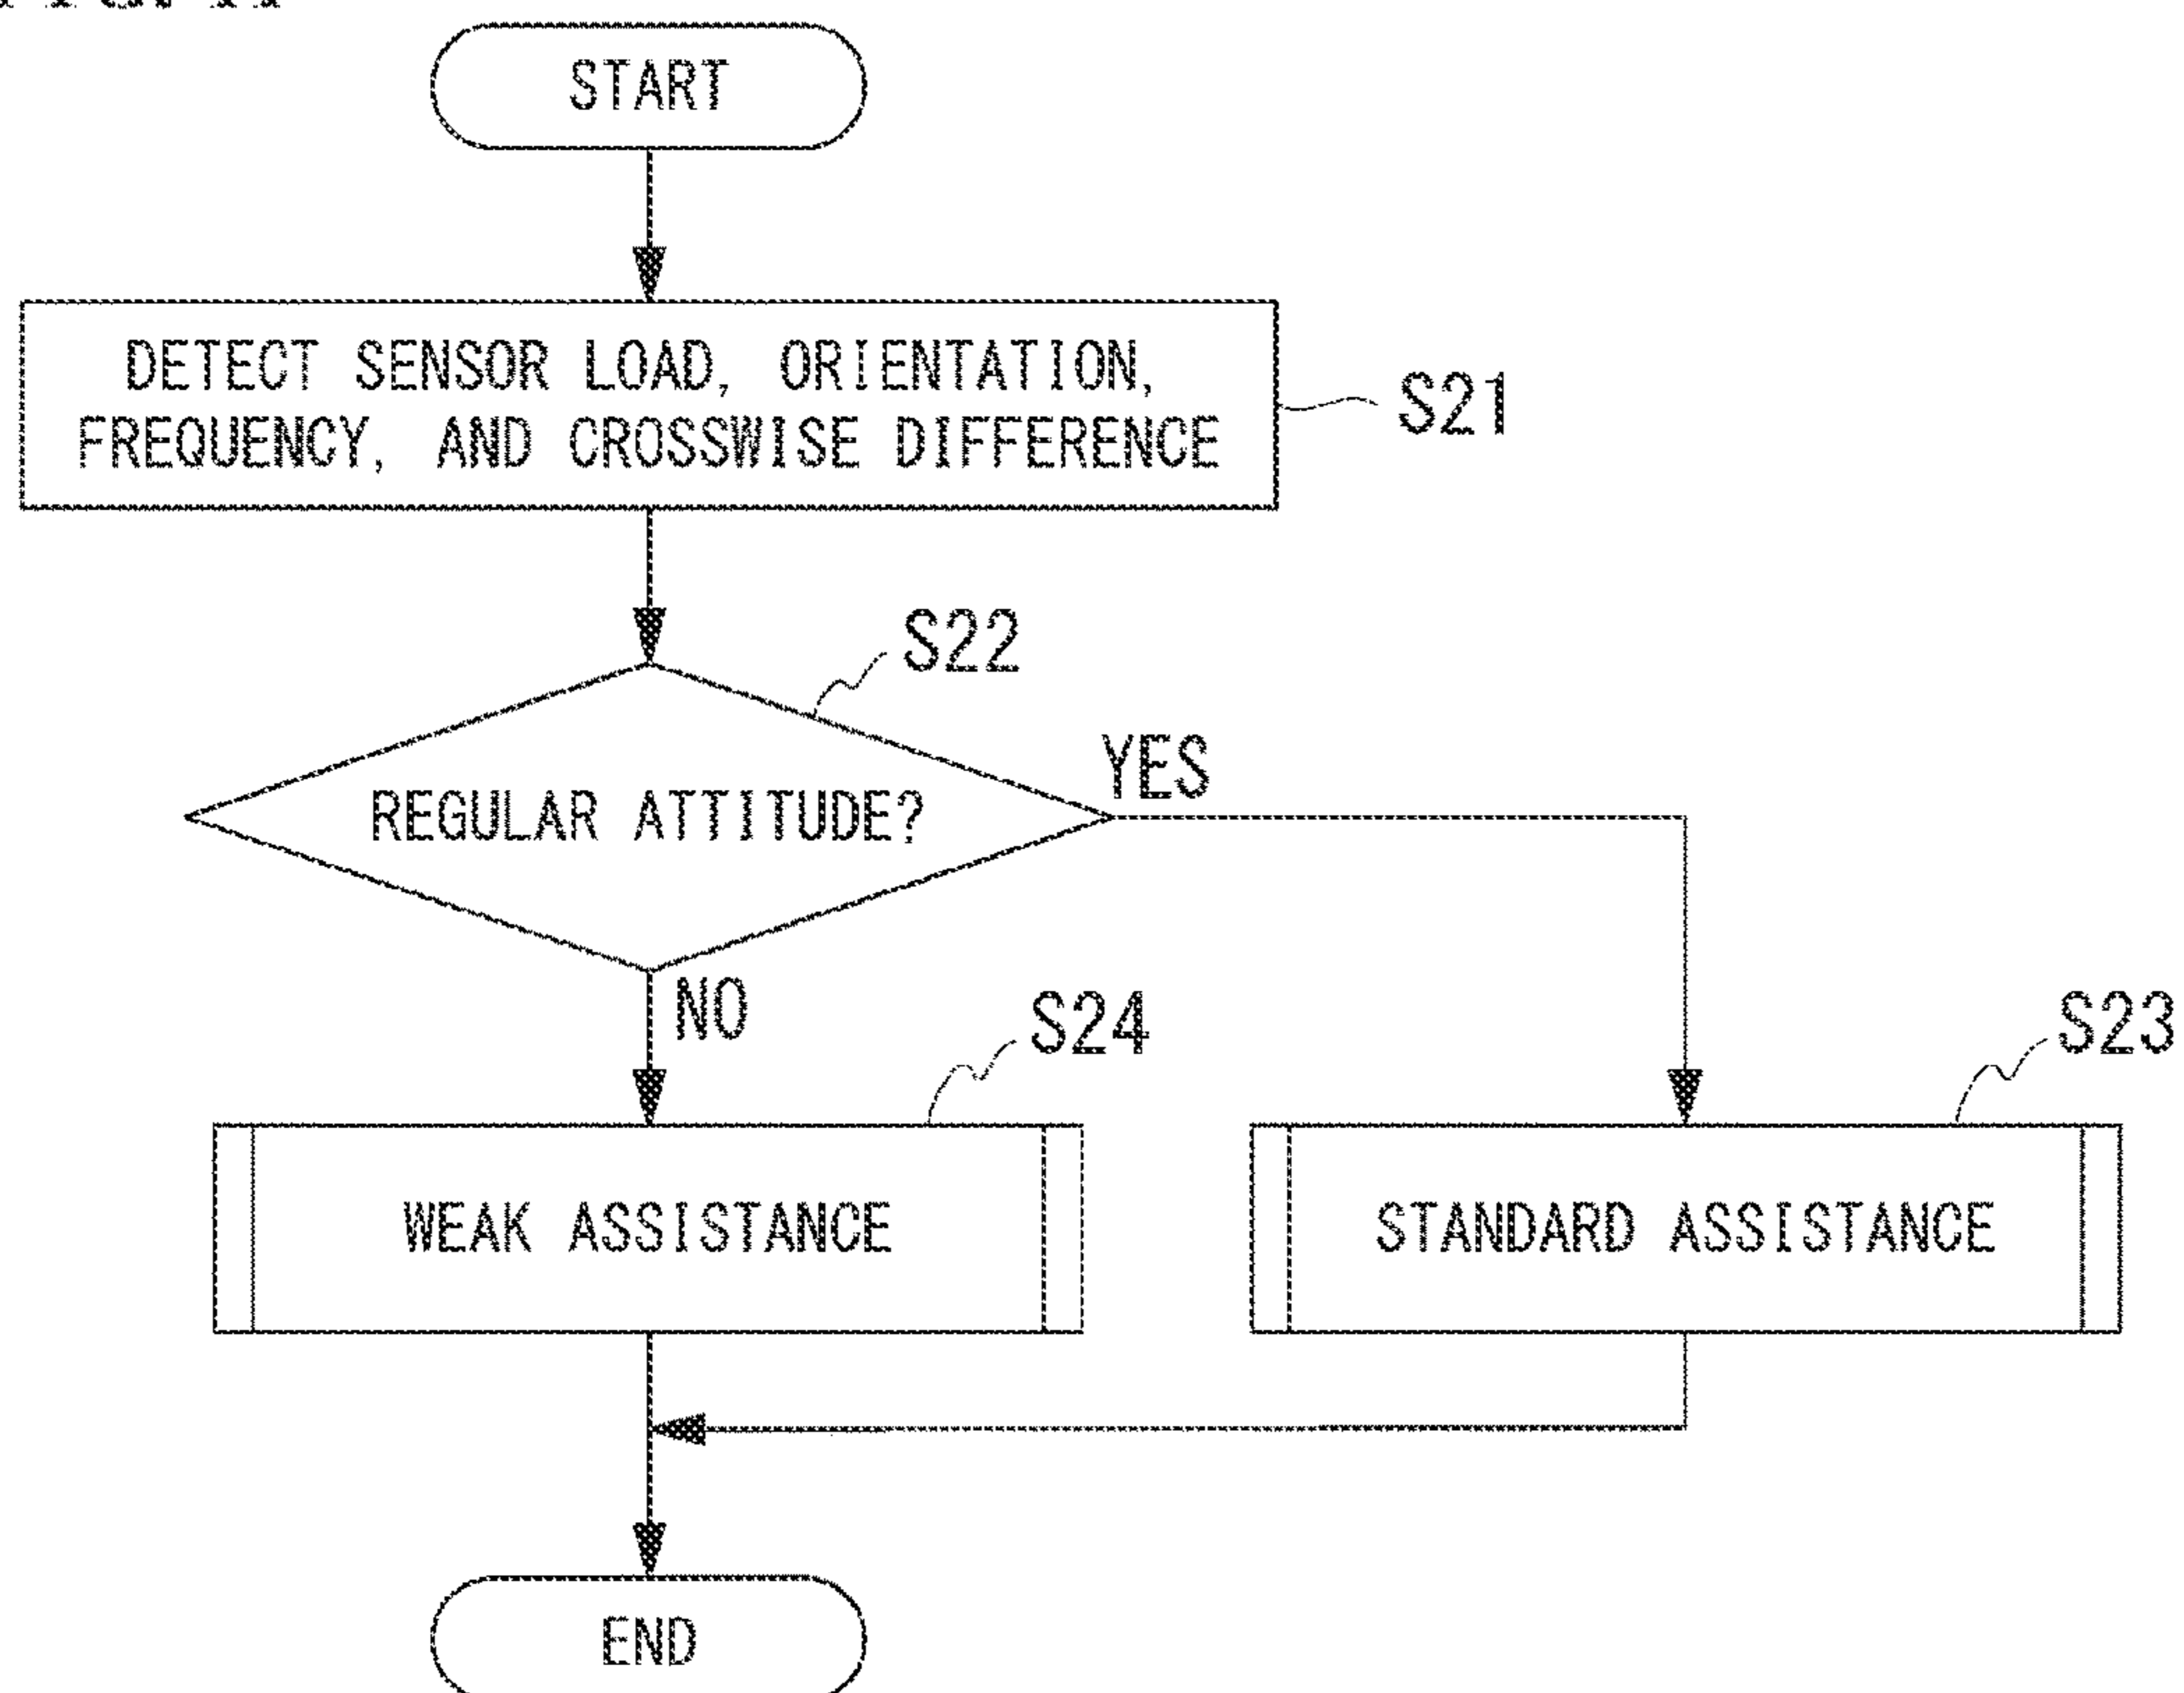 START
DETECT SENSOR LOAD, ORIENTATION,
FREQUENCY, AND CROSSWISE DIFFERENCE
S21
S22
REGULAR ATTITUDE?
YES
NO
S24
S23
WEAK ASSISTANCE
STANDARD ASSISTANCE
END